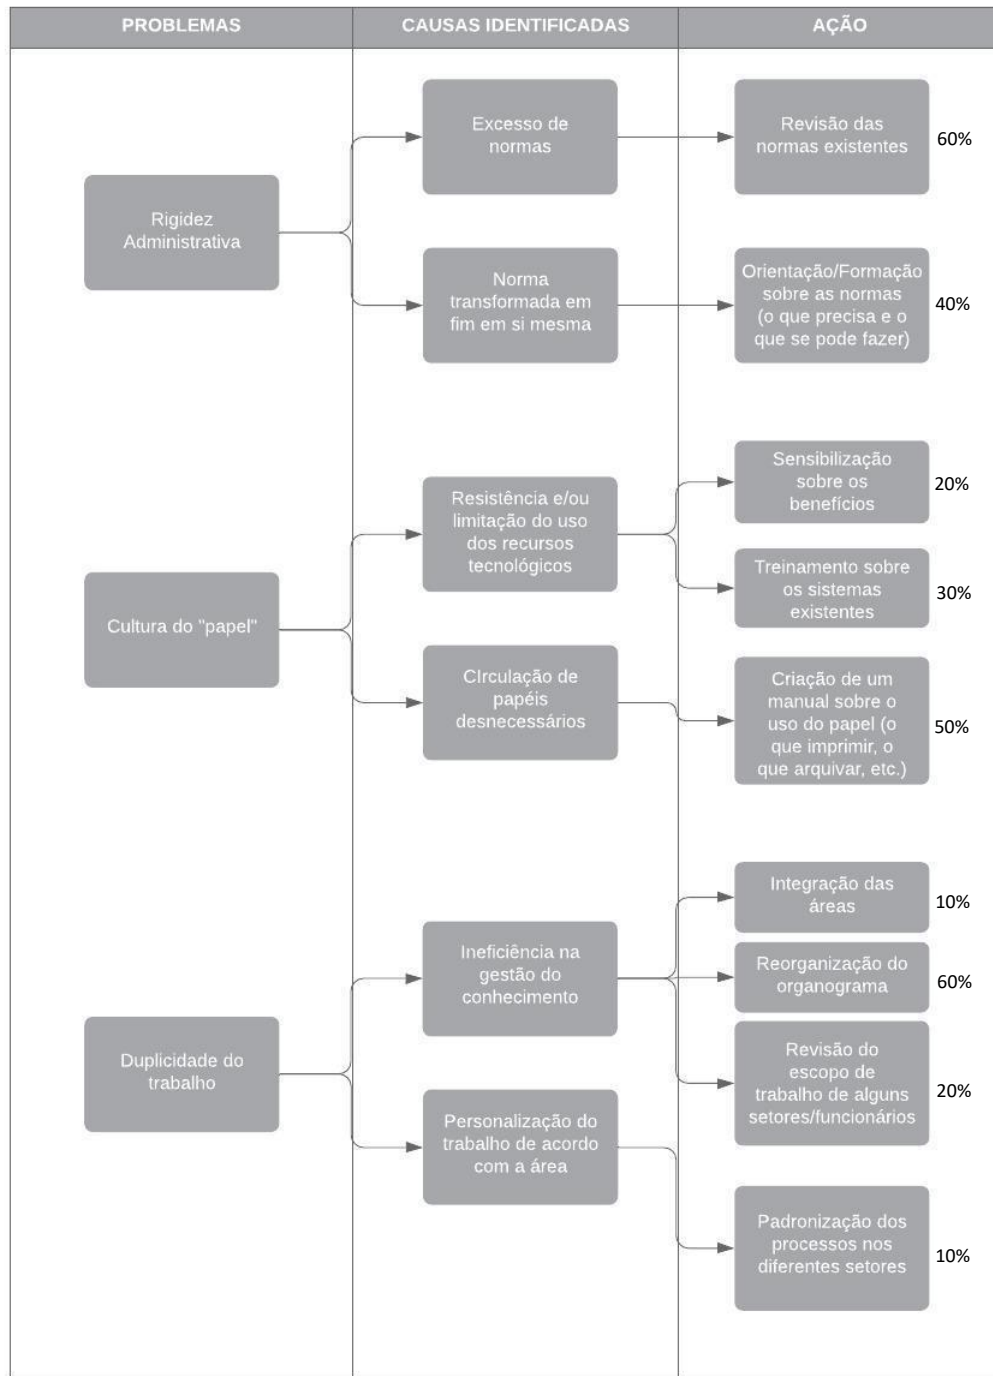 PROBLEMAS
CAUSAS IDENTIFICADAS
AÇÃO
Rigidez
Administrativa
Excesso de
normas
Revisão das
normas existentes
60%
Norma
transformada em
fim em si mesma
Orientação/Formação
sobre as normas
(o que precisa e o
que se pode fazer)
40%
Cultura do "papel"
Resistência e/ou
limitação do uso
dos recursos
tecnológicos
Sensibilização
sobre os
benefícios
20%
Treinamento sobre
os sistemas
existentes
30%
CIrculação de
papéis
desnecessários
Criação de um
manual sobre o
uso do papel (o
que imprimir, o
que arquivar, etc.)
50%
Duplicidade do
trabalho
Ineficiência na
gestão do
conhecimento
Integração das
áreas
10%
Reorganização do
organograma
60%
Revisão do
escopo de
trabalho de alguns
setores/funcionários
20%
Personalização do
trabalho de acordo
com a área
Padronização dos
processos nos
diferentes setores
10%